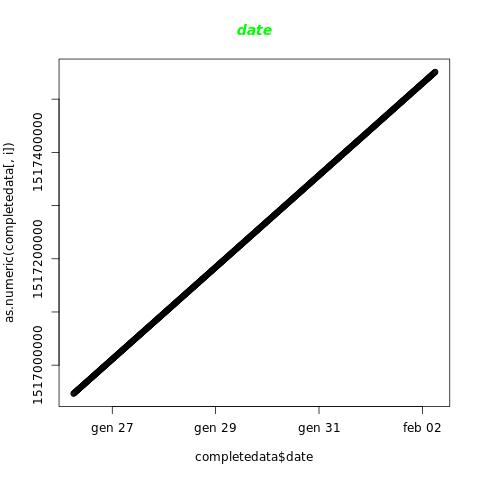 date
as.numeric(completedata[, i])
1517400000
1517200000
1517000000
gen 27
gen 29
gen 31
feb 02
completedata$date